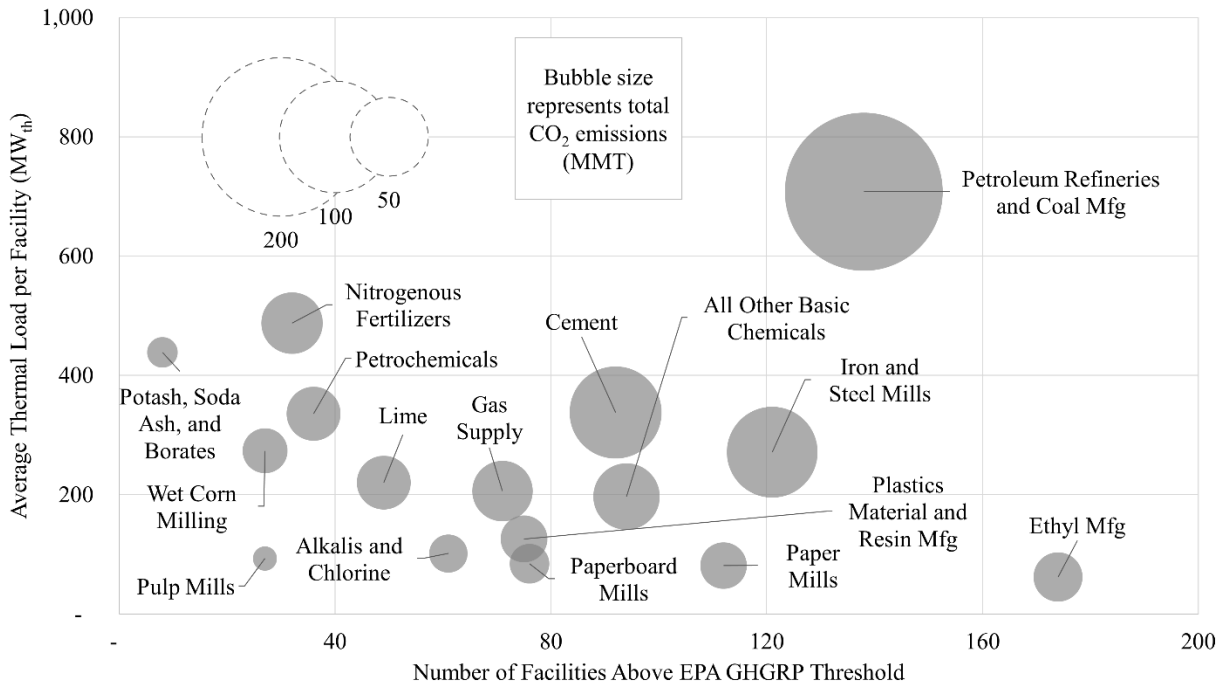 1,000
800
600
400
200
-
Average Thermal Load per Facility (MWth)
200
100
50
Bubble size
represents total
CO2 emissions
(MMT)
Petroleum Refineries
and Coal Mfg
Nitrogenous
Fertilizers
Petrochemicals
Potash, Soda
Ash, and
Borates
Wet Corn
Milling
Pulp Mills
Lime
Gas
Supply
Alkalis and
Chlorine
Cement
All Other Basic
Chemicals
Iron and
Steel Mills
Plastics
Material and
Resin Mfg
Paperboard
Mills
Paper
Mills
Ethyl Mfg
-
40
80
120
160
200
Number of Facilities Above EPA GHGRP Threshold